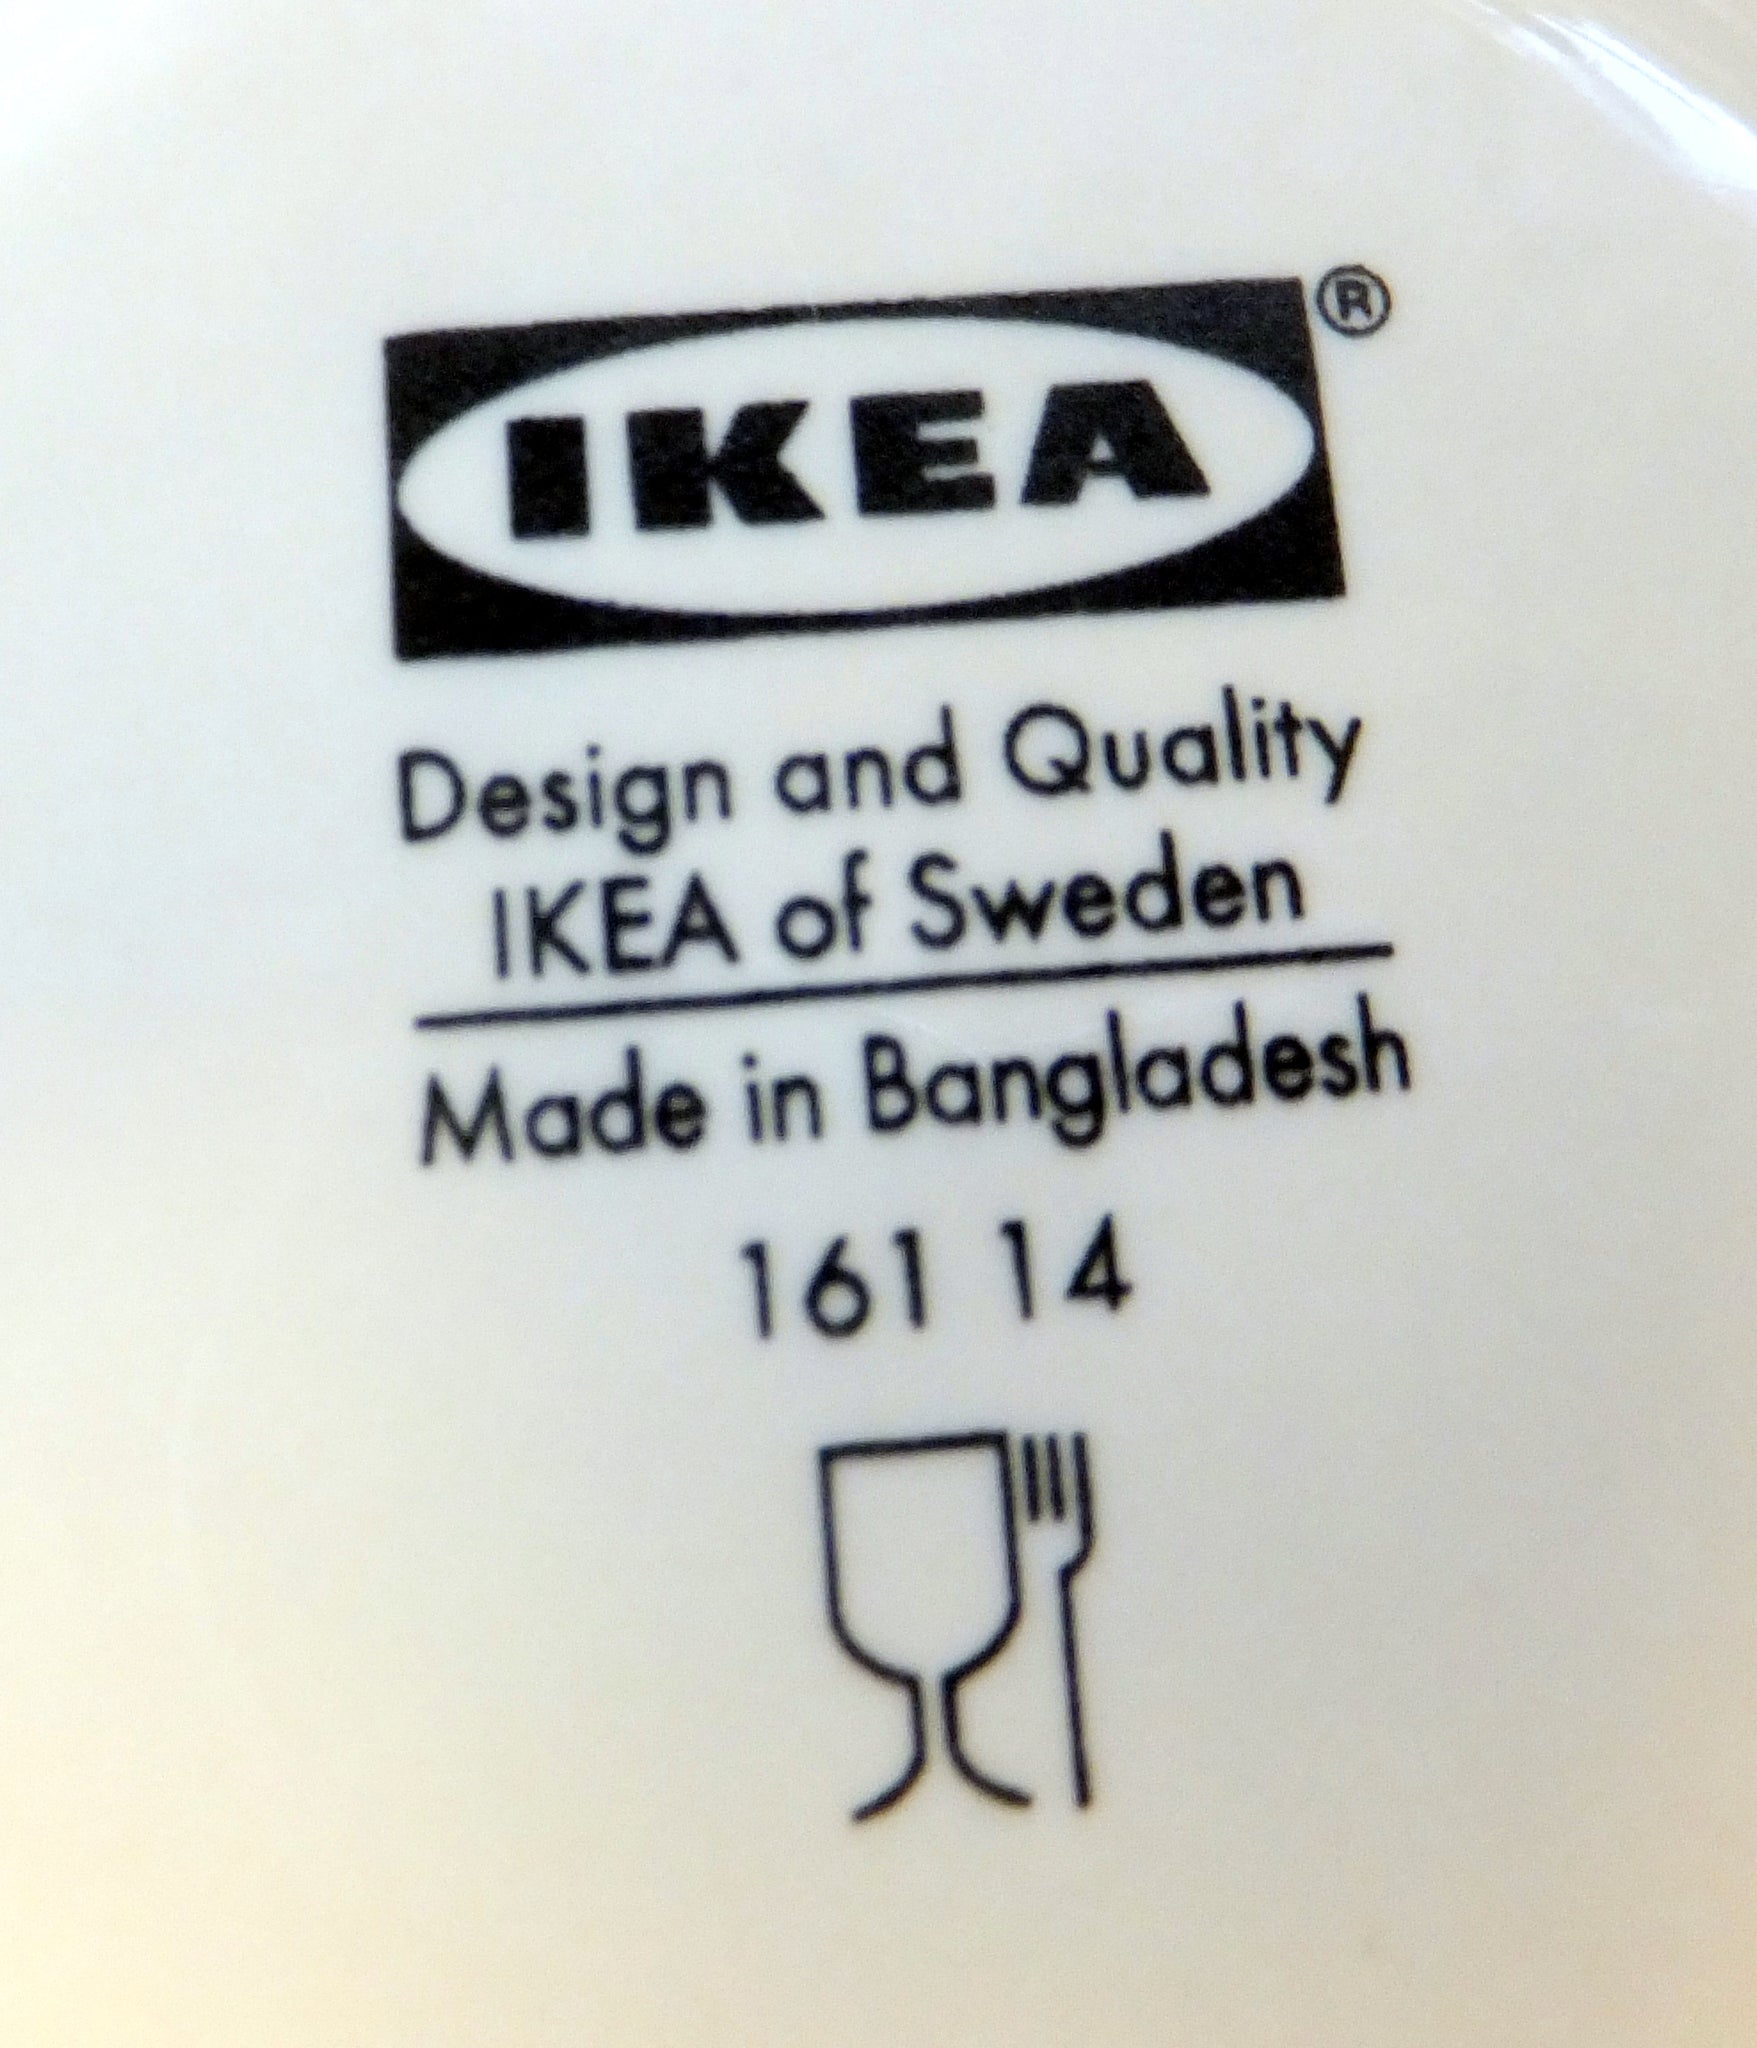 IKEA®
Design and Quality
IKEA of Sweden
Made in Bangladesh
161 14